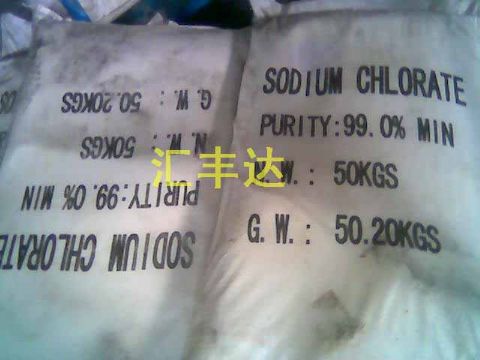 SODIUM CHLORATE
PURITY:99.0% MIN
N.W.: 50KGS
G.W.: 50.20KGS
SODIUM CHLORATE
PURITY:99.0% MIN
N.W.: 50KGS
G.W.: 50.20KGS
汇丰达